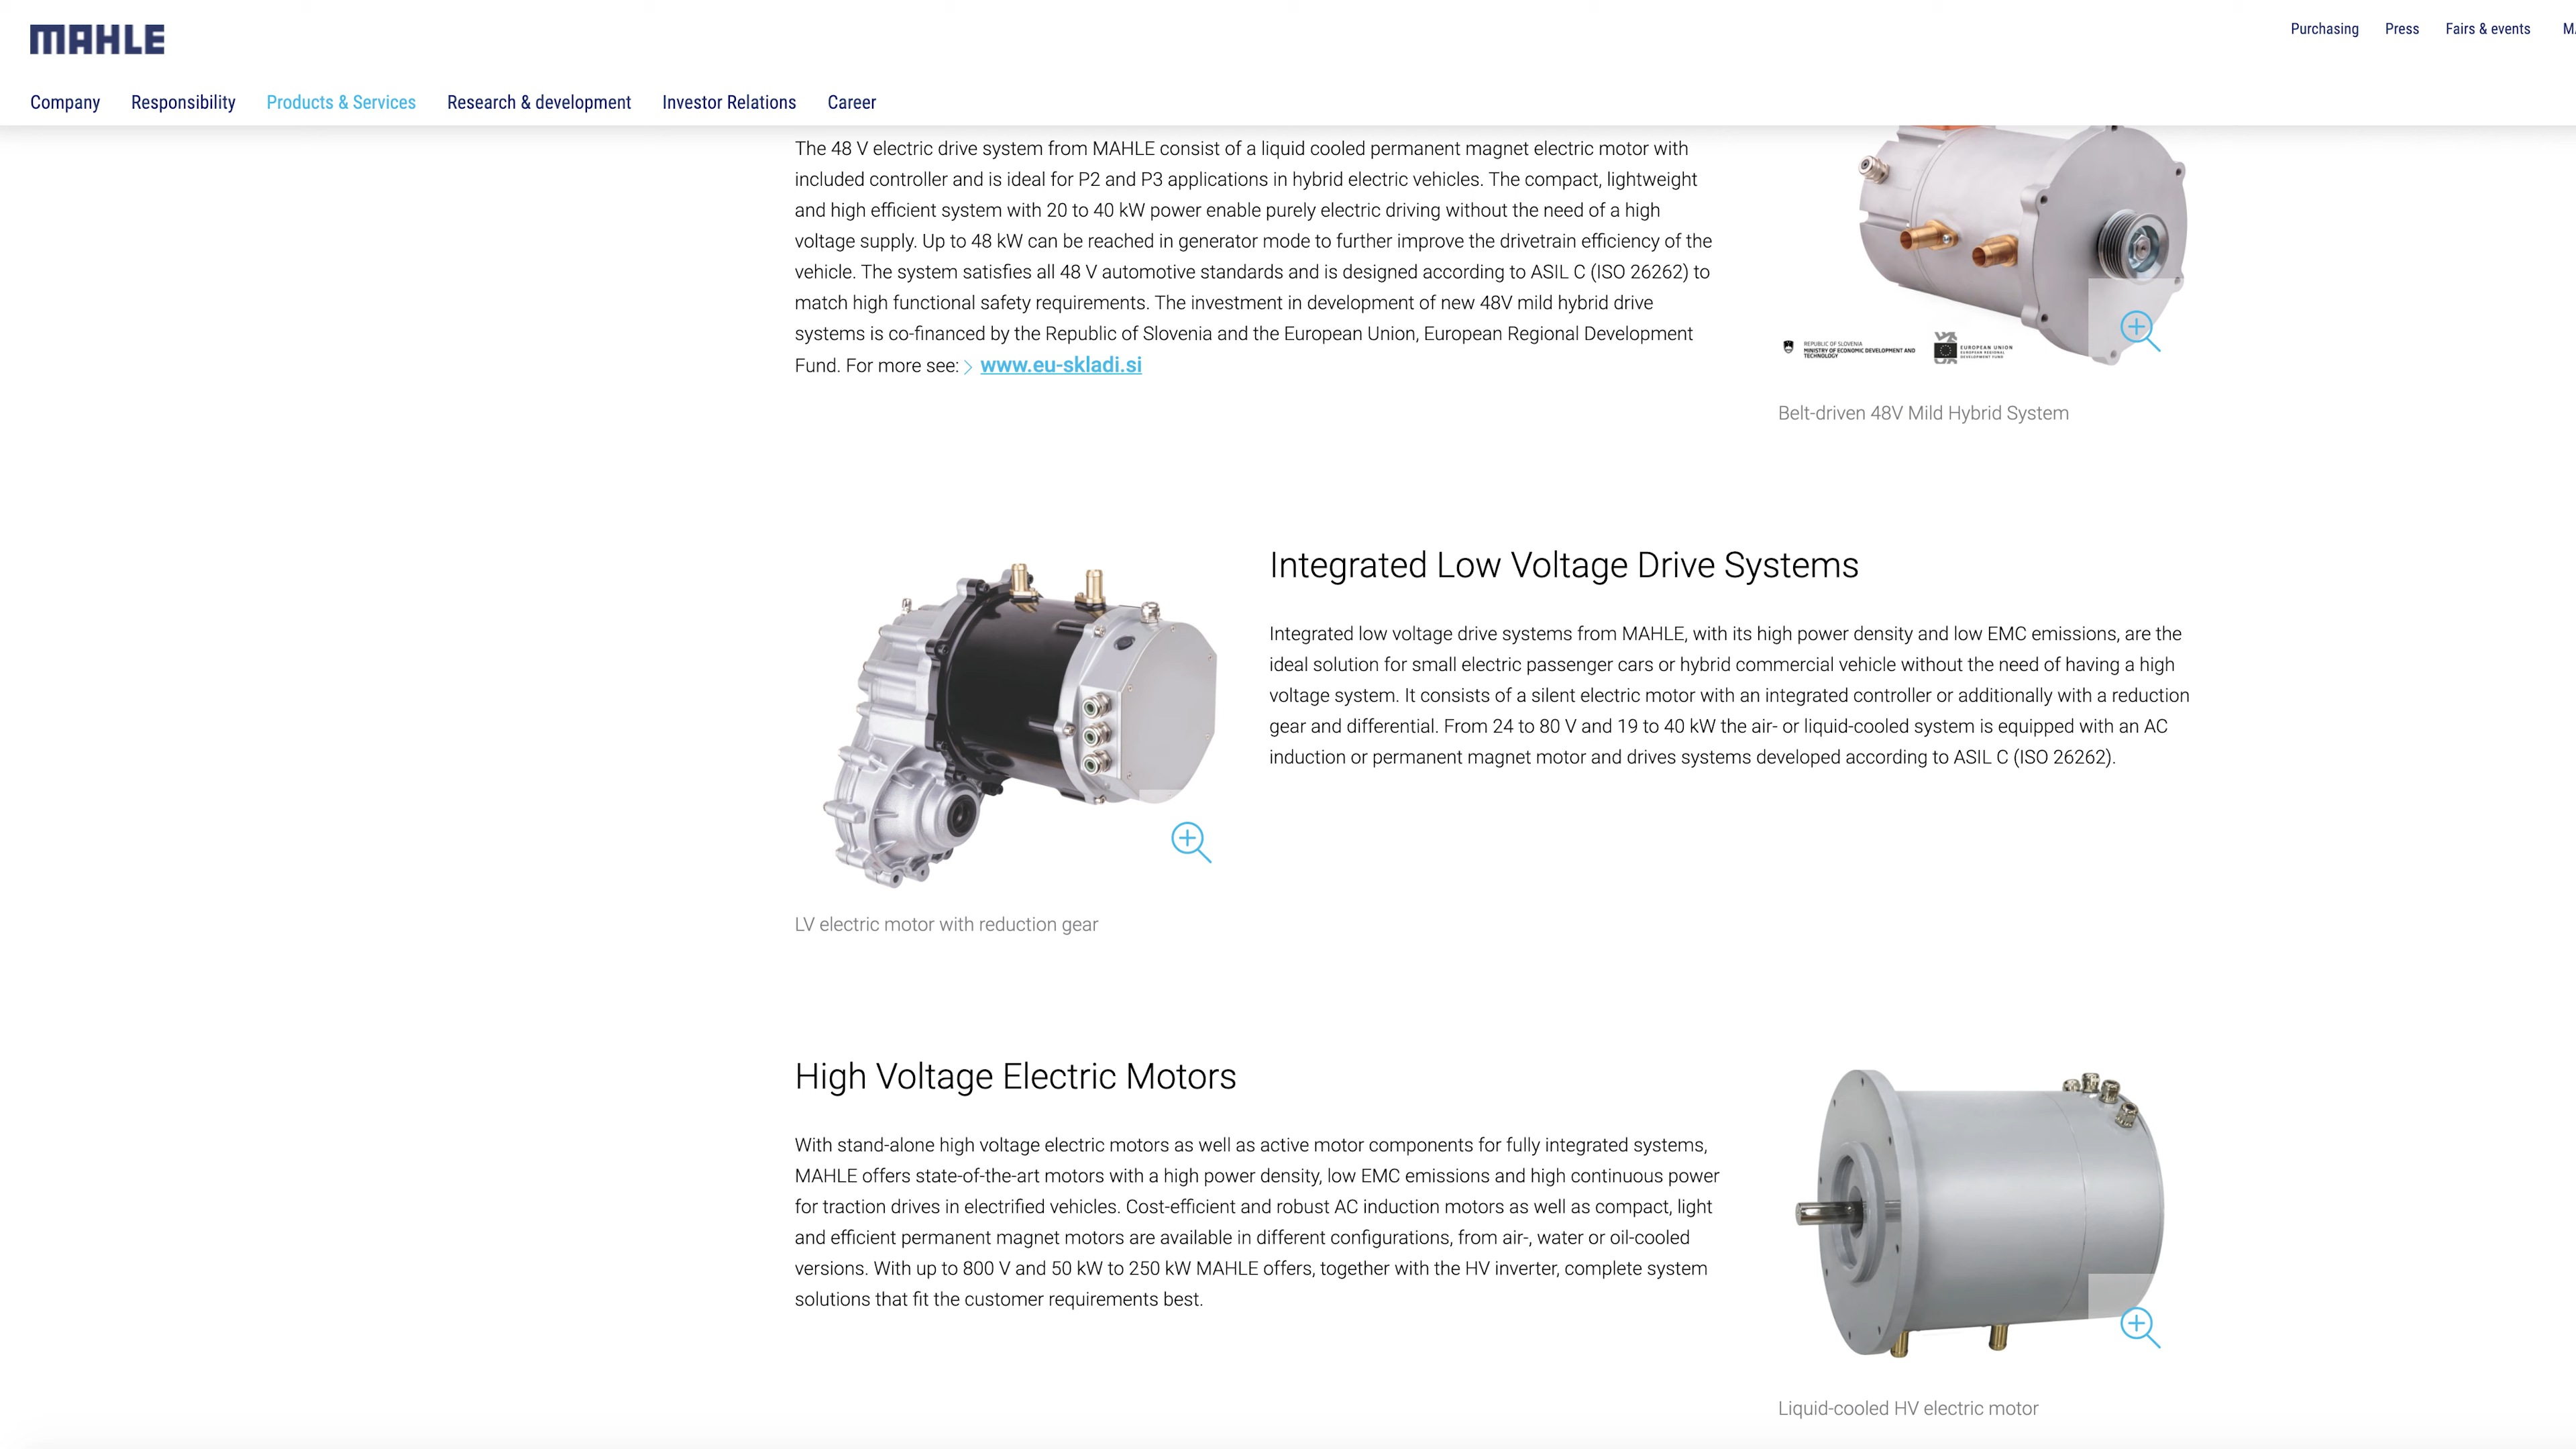 MAHLE
Purchasing Press Fairs & events
Company Responsibility Products & Services Research & development Investor Relations Career
The 48 V electric drive system from MAHLE consist of a liquid cooled permanent magnet electric motor with
included controller and is ideal for P2 and P3 applications in hybrid electric vehicles. The compact, lightweight
and high efficient system with 20 to 40 kW power enable purely electric driving without the need of a high
voltage supply. Up to 48 kW can be reached in generator mode to further improve the drivetrain efficiency of the
vehicle. The system satisfies all 48 V automotive standards and is designed according to ASIL C (ISO 26262) to
match high functional safety requirements. The investment in development of new 48V mild hybrid drive
systems is co-financed by the Republic of Slovenia and the European Union, European Regional Development
Fund. For more see: > www.eu-skladi.si
REPUBLIC OF SLOVENIA
MINISTRY OF ECONOMIC DEVELOPMENT AND
TECHNOLOGY
EUROPEAN UNION
EUROPEAN REGIONAL
DEVELOPMENT FUND
Belt-driven 48V Mild Hybrid System
Integrated Low Voltage Drive Systems
Integrated low voltage drive systems from MAHLE, with its high power density and low EMC emissions, are the
ideal solution for small electric passenger cars or hybrid commercial vehicle without the need of having a high
voltage system. It consists of a silent electric motor with an integrated controller or additionally with a reduction
gear and differential. From 24 to 80 V and 19 to 40 kW the air- or liquid-cooled system is equipped with an AC
induction or permanent magnet motor and drives systems developed according to ASIL C (ISO 26262).
LV electric motor with reduction gear
High Voltage Electric Motors
With stand-alone high voltage electric motors as well as active motor components for fully integrated systems,
MAHLE offers state-of-the-art motors with a high power density, low EMC emissions and high continuous power
for traction drives in electrified vehicles. Cost-efficient and robust AC induction motors as well as compact, light
and efficient permanent magnet motors are available in different configurations, from air-, water or oil-cooled
versions. With up to 800 V and 50 kW to 250 kW MAHLE offers, together with the HV inverter, complete system
solutions that fit the customer requirements best.
Liquid-cooled HV electric motor